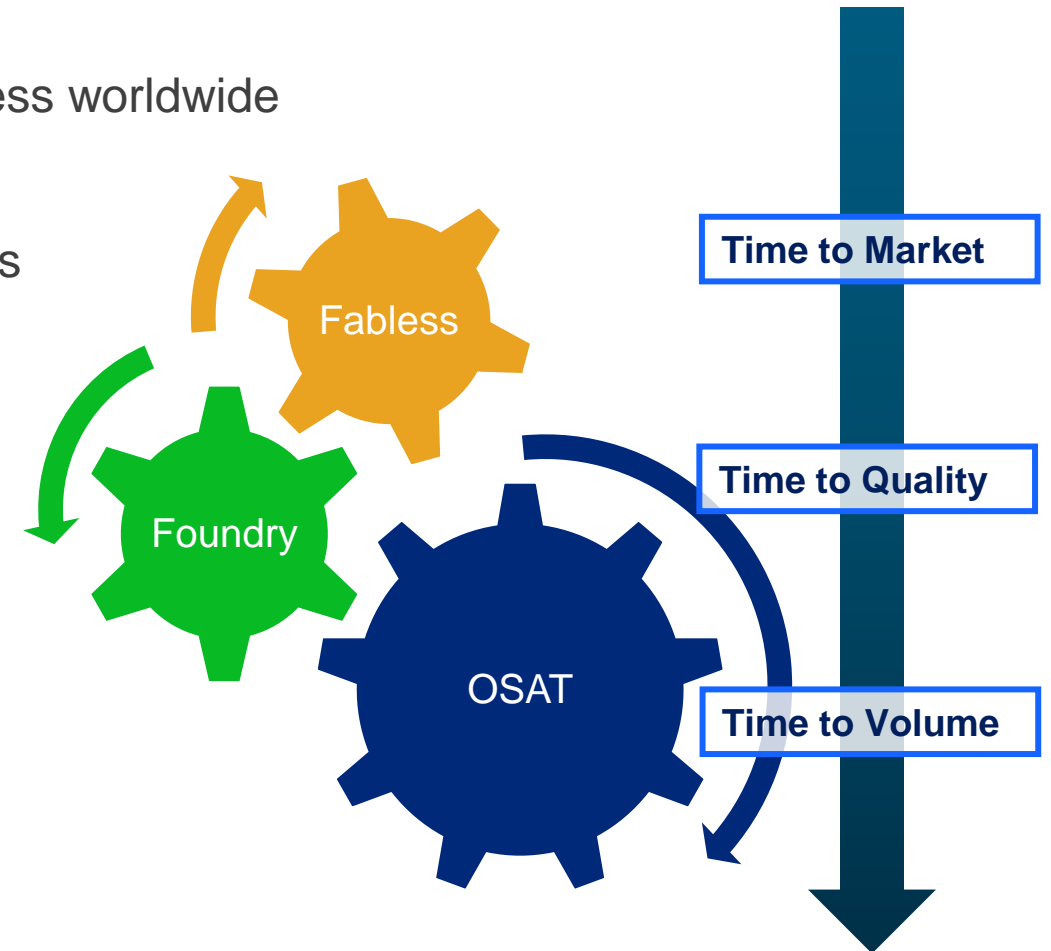 ess worldwide
s
Fabless
Time to Market
Foundry
Time to Quality
OSAT
Time to Volume